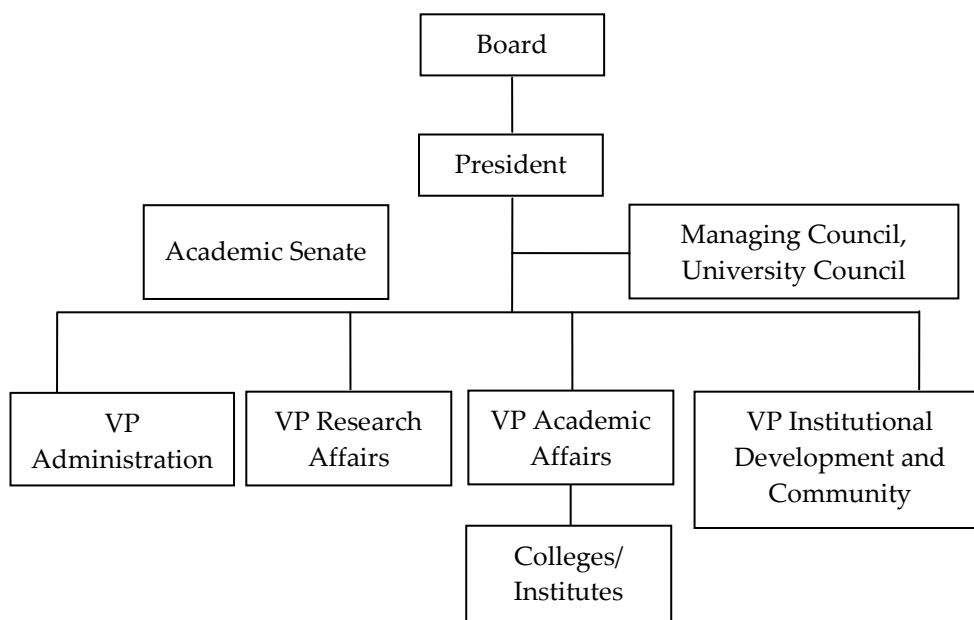 Board
President
Academic Senate
Managing Council,
University Council
VP
Administration
VP Research
Affairs
VP Academic
Affairs
VP Institutional
Development and
Community
Colleges/
Institutes